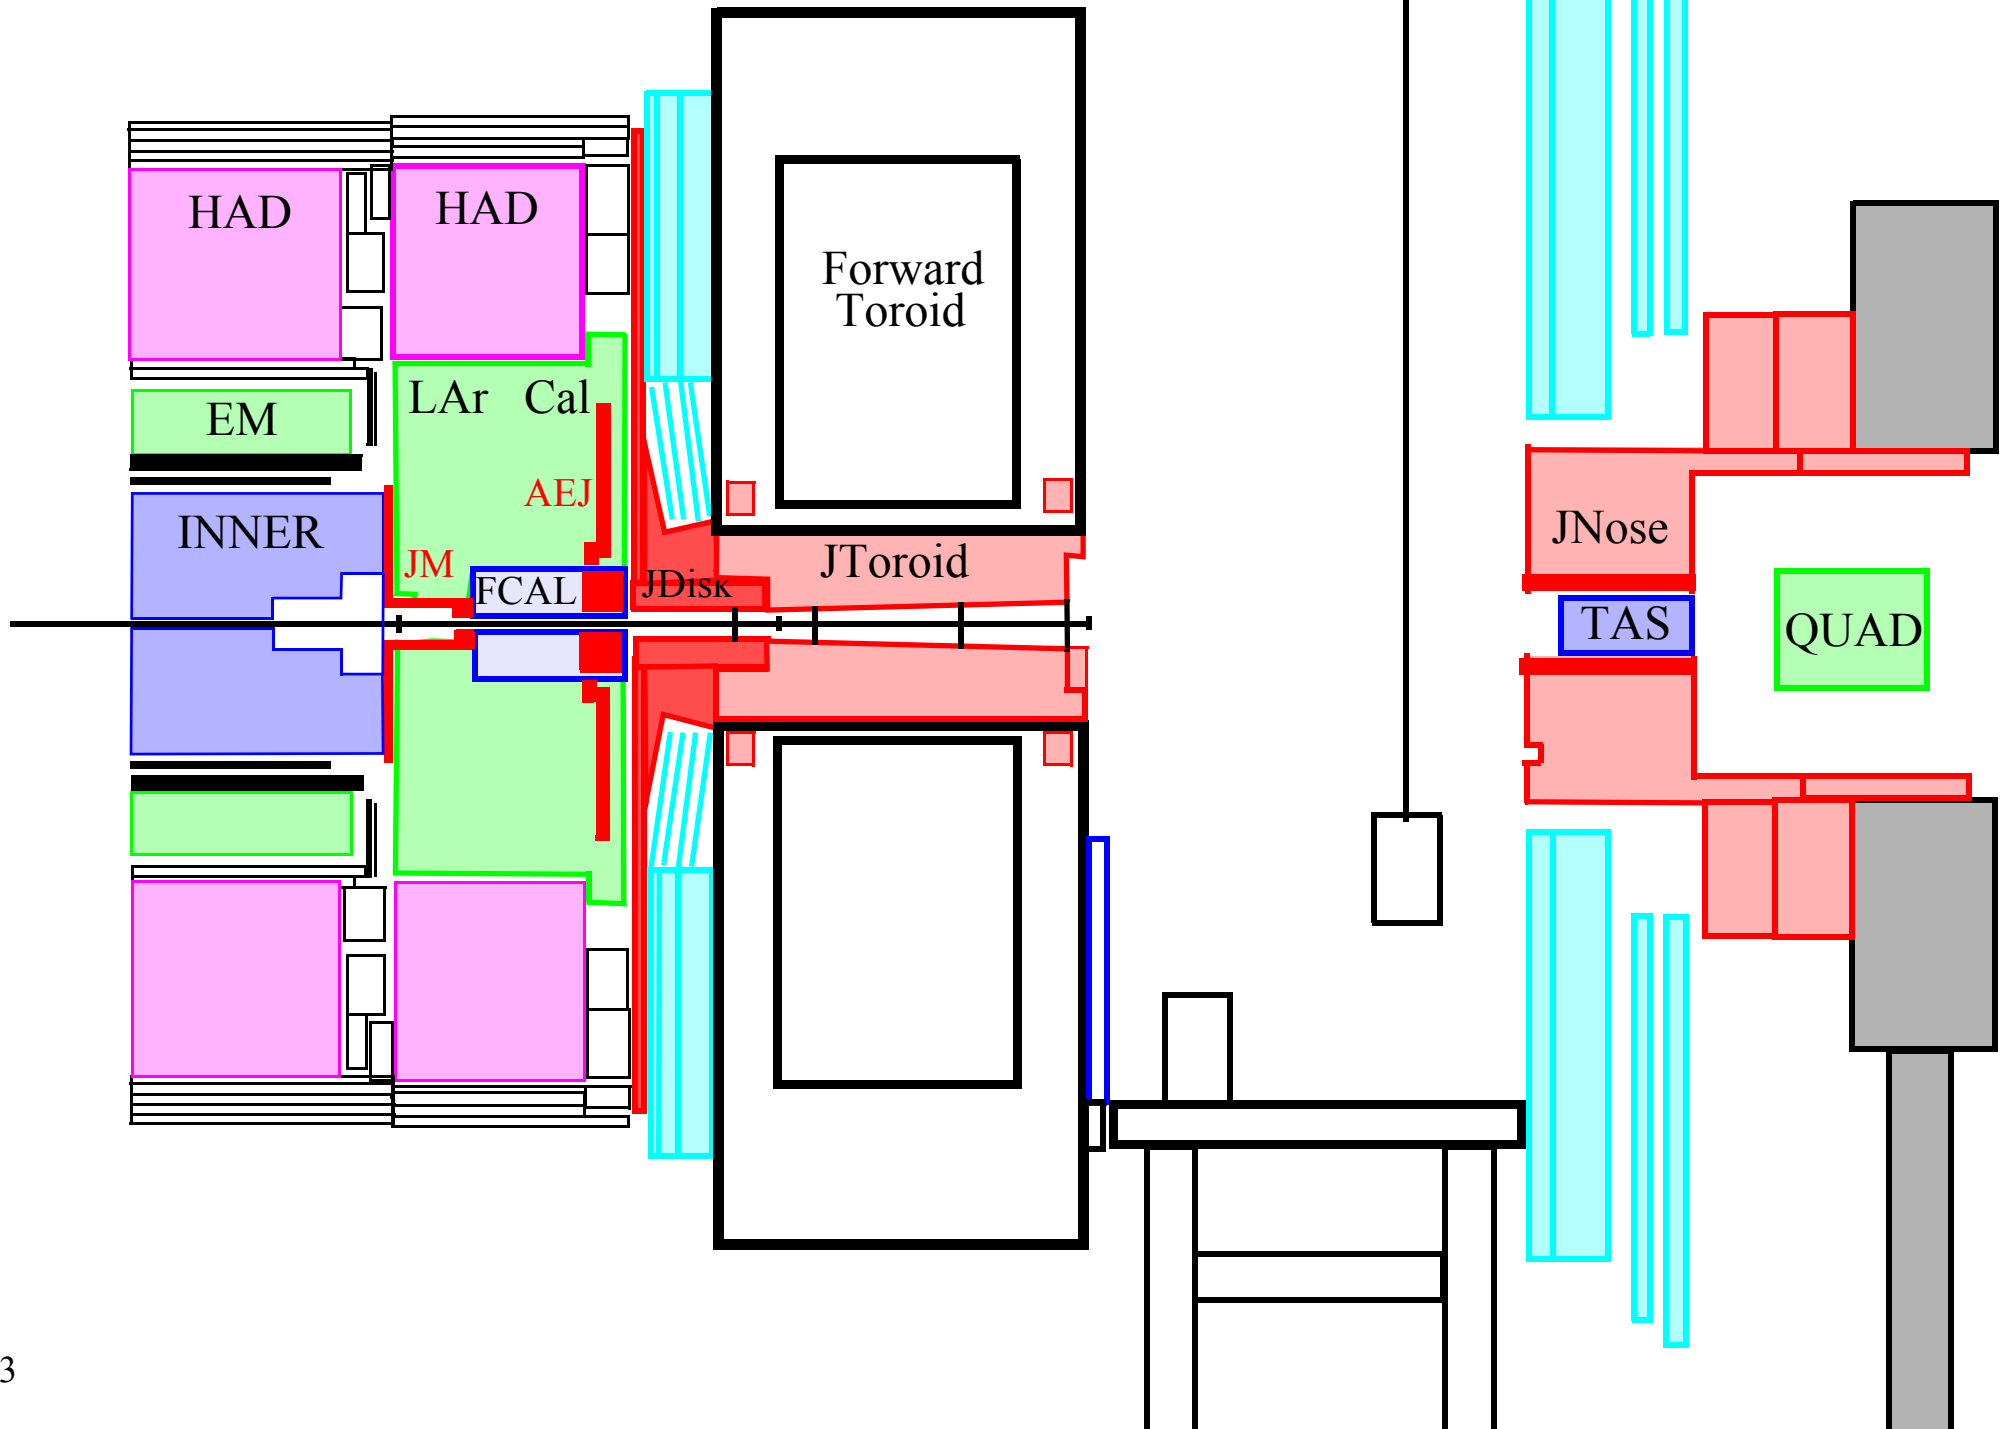 HAD
HAD
Forward
Toroid
LAr Cal
EM
AEJ
INNER
JM
FCAL
JDisk
JToroid
JNose
TAS
QUAD
3